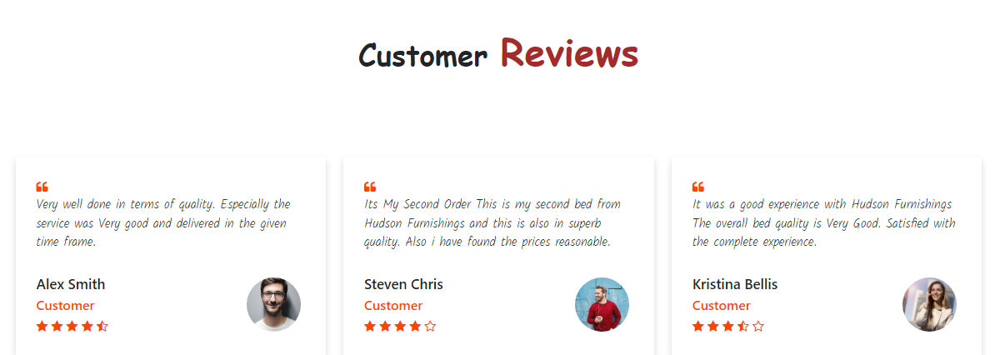 Customer Reviews
Very well done in terms of quality. Especially the
service was Very good and delivered in the given
time frame.
Alex Smith
Customer
Its My Second Order This is my second bed from
Hudson Furnishings and this is also in superb
quality. Also i have found the prices reasonable.
Steven Chris
Customer
It was a good experience with Hudson Furnishings
The overall bed quality is Very Good. Satisfied with
the complete experience.
Kristina Bellis
Customer